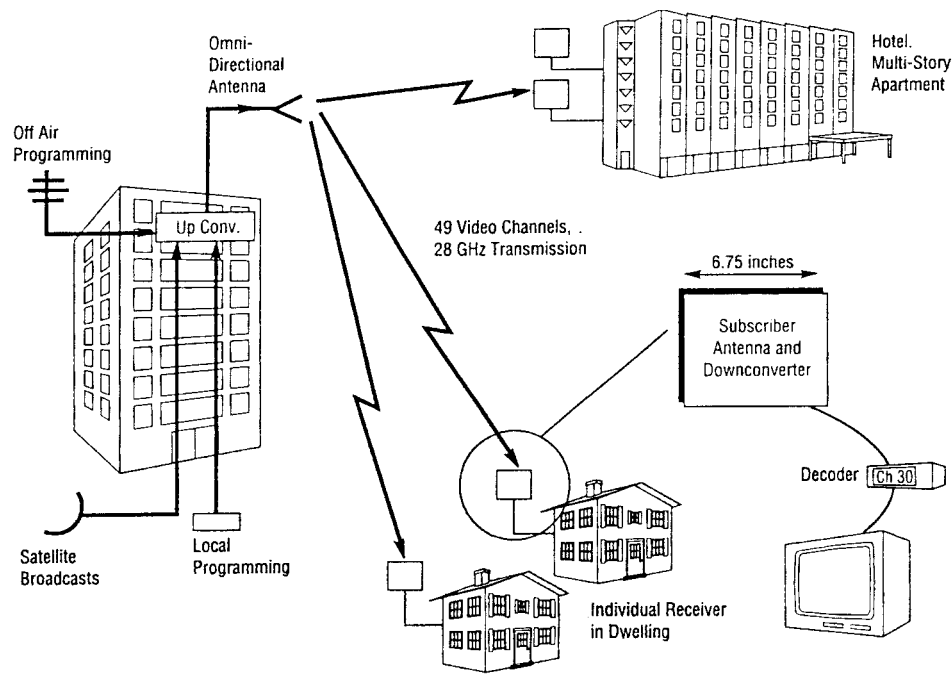 Omni-
Directional
Antenna
Hotel.
Multi-Story
Apartment
Off Air
Programming
Up Conv.
49 Video Channels, .
28 GHz Transmission
6.75 inches
Subscriber
Antenna and
Downconverter
Decoder
Ch 30
Satellite
Broadcasts
Local
Programming
Individual Receiver
in Dwelling